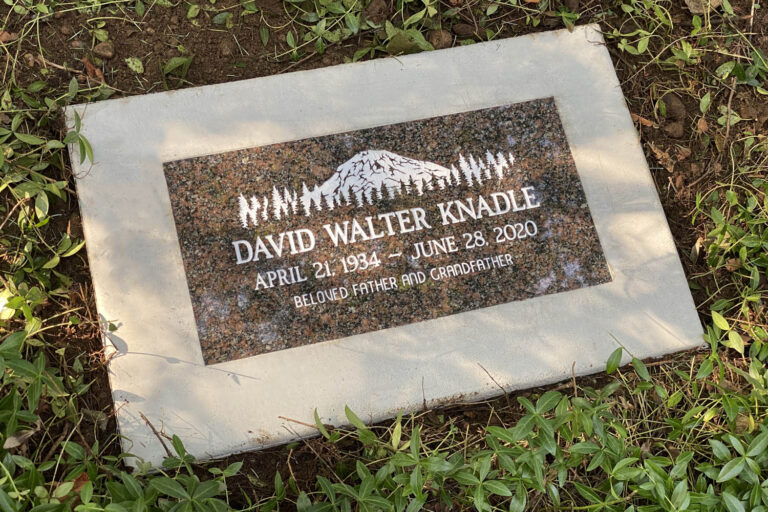 DAVID WALTER KNADLE
APRIL 21, 1934 ~ JUNE 28, 2020
BELOVED FATHER AND GRANDFATHER